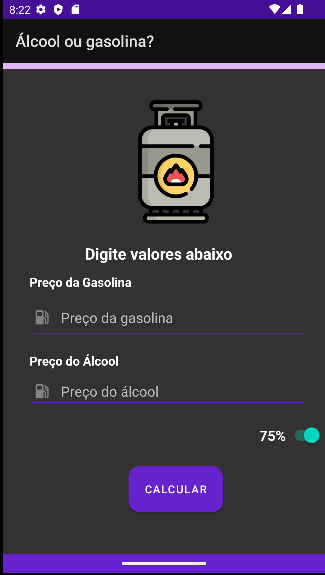 8:22
Álcool ou gasolina?
Digite valores abaixo
Preço da Gasolina
Preço da gasolina
Preço do Álcool
Preço do álcool
75%
CALCULAR